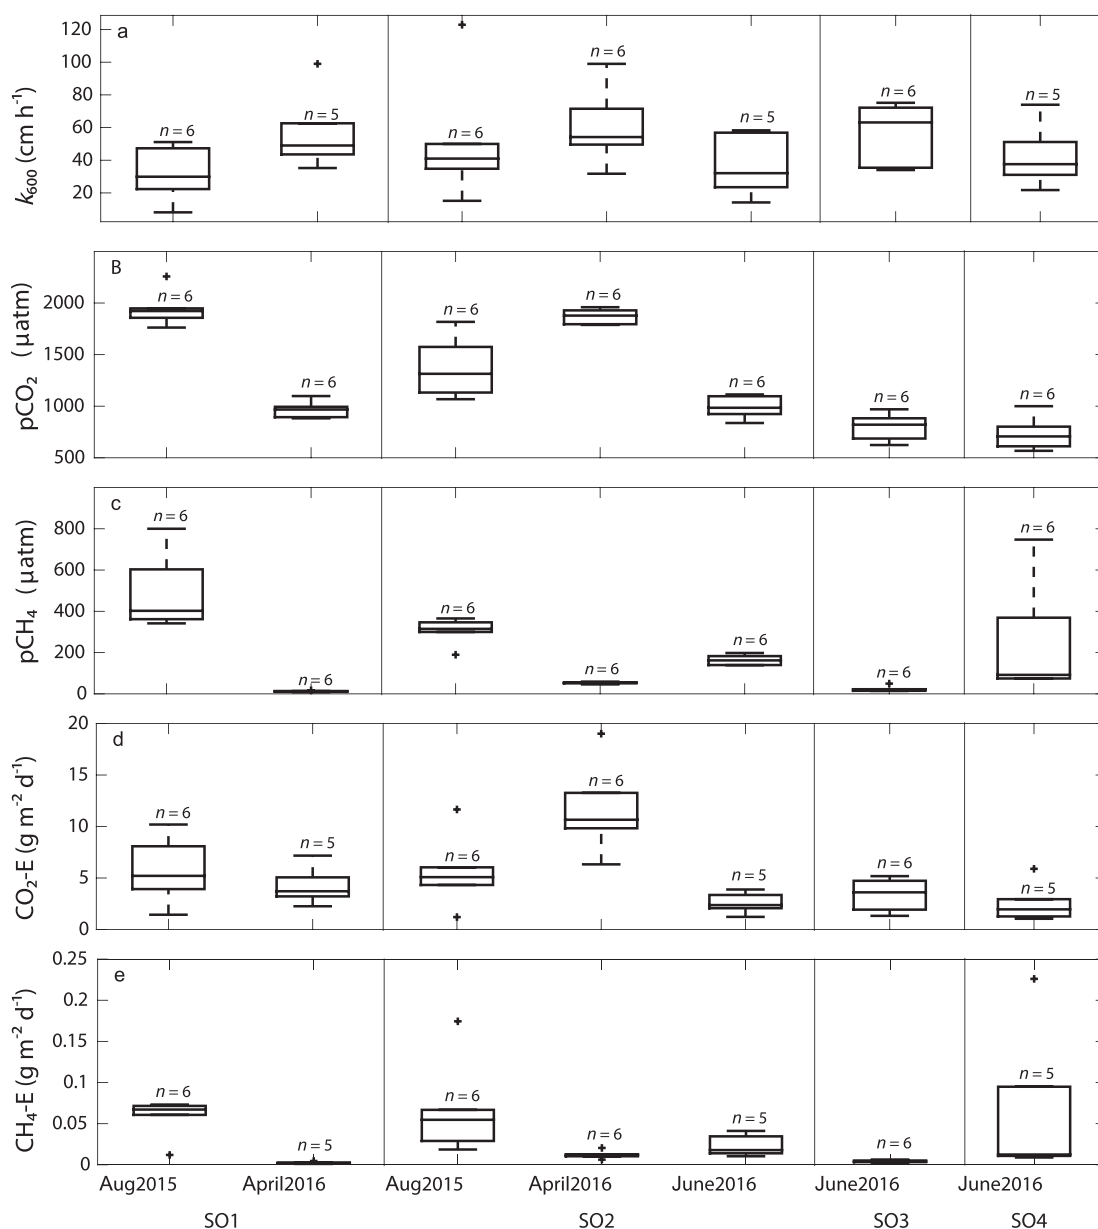 a
k600 (cm h-1)
120
100
80
60
40
20
n = 6
n = 5
n = 6
n = 6
n = 5
n = 6
n = 5
B
pCO2 (µatm)
2000
1500
1000
500
n = 6
n = 6
n = 6
n = 6
n = 6
n = 6
n = 6
c
pCH4 (µatm)
800
600
400
200
0
n = 6
n = 6
n = 6
n = 6
n = 6
n = 6
n = 6
d
CO2-E (g m-2 d-1)
20
15
10
5
0
n = 6
n = 5
n = 6
n = 6
n = 5
n = 6
n = 5
e
CH4-E (g m-2 d-1)
0.25
0.2
0.15
0.1
0.05
0
n = 6
n = 5
n = 6
n = 6
n = 5
n = 6
n = 5
Aug2015 April2016 Aug2015 April2016 June2016 June2016 June2016
SO1 SO2 SO3 SO4